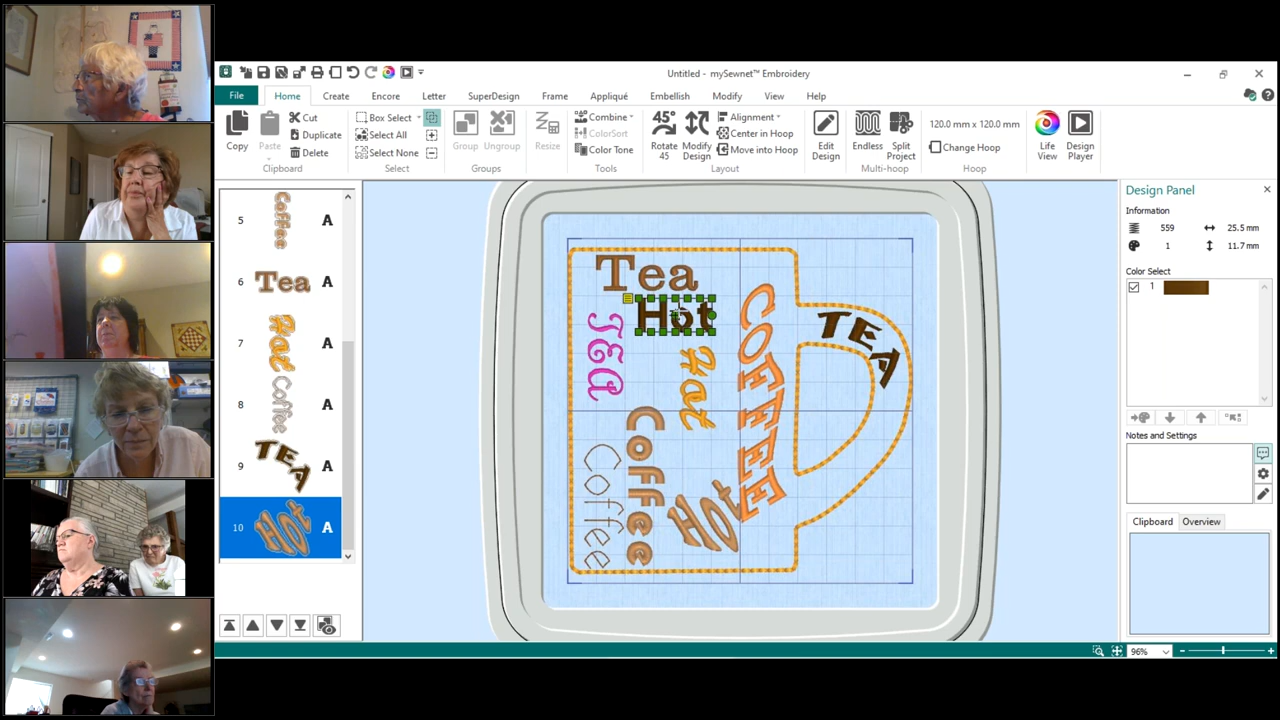 Untitled - mySewnet™ Embroidery
File Home Create Encore Letter SuperDesign Frame Appliqué Embellish Modify View Help
Copy
Paste
Cut
Duplicate
Delete
Clipboard
Box Select
Select All
Select None
Select
Group
Ungroup
Groups
Resize
Combine
ColorSort
Color Tone
Tools
Rotate
45
45°
Modify
Design
Alignment
Center in Hoop
Move into Hoop
Layout
Edit
Design
Endless
Split
Project
Multi-hoop
120.0 mm x 120.0 mm
Change Hoop
Hoop
Life
View
Design
Player
5 Coffee A
6 Tea A
7 Hot A
8 Coffee A
9 TEA A
10 Hot A
Tea
Hot
TEA
Hot
COFFEE
TEA
Coffee
Coffee
Hot
Design Panel
Information
559 25.5 mm
1 11.7 mm
Color Select
1
Notes and Settings
Clipboard Overview
96%